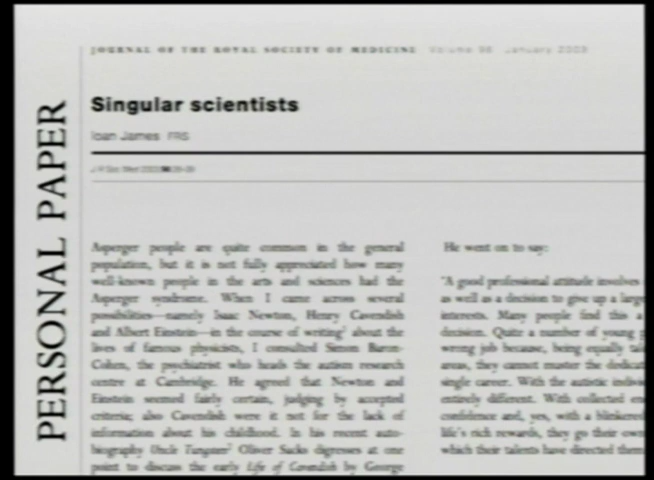 PERSONAL PAPER
JOURNAL OF THE ROYAL SOCIETY OF MEDICINE Volume 96 January 2003
Singular scientists
Ioan James FRS
J R Soc Med 2003
Asperger people are quite common in the general
population, but it is not fully appreciated how many
well-known people in the arts and sciences had the
Asperger syndrome. When I came across several
possibilities—namely Isaac Newton, Henry Cavendish
and Albert Einstein—in the course of writing¹ about the
lives of famous physicists, I consulted Simon Baron-
Cohen, the psychiatrist who heads the autism research
centre at Cambridge. He agreed that Newton and
Einstein seemed fairly certain, judging by accepted
criteria; also Cavendish were it not for the lack of
information about his childhood. In his recent auto-
biography Uncle Tungsten² Oliver Sacks digresses at one
point to discuss the early Life of Cavendish by George
He went on to say:
'A good professional attitude involves
as well as a decision to give up a large
interests. Many people find this a
decision. Quite a number of young
wrong job because, being equally
areas, they cannot muster the
single career. With the autistic
entirely different. With collected
confidence and, yes, with a blinkered
life's rich rewards, they go their own
which their talents have directed them